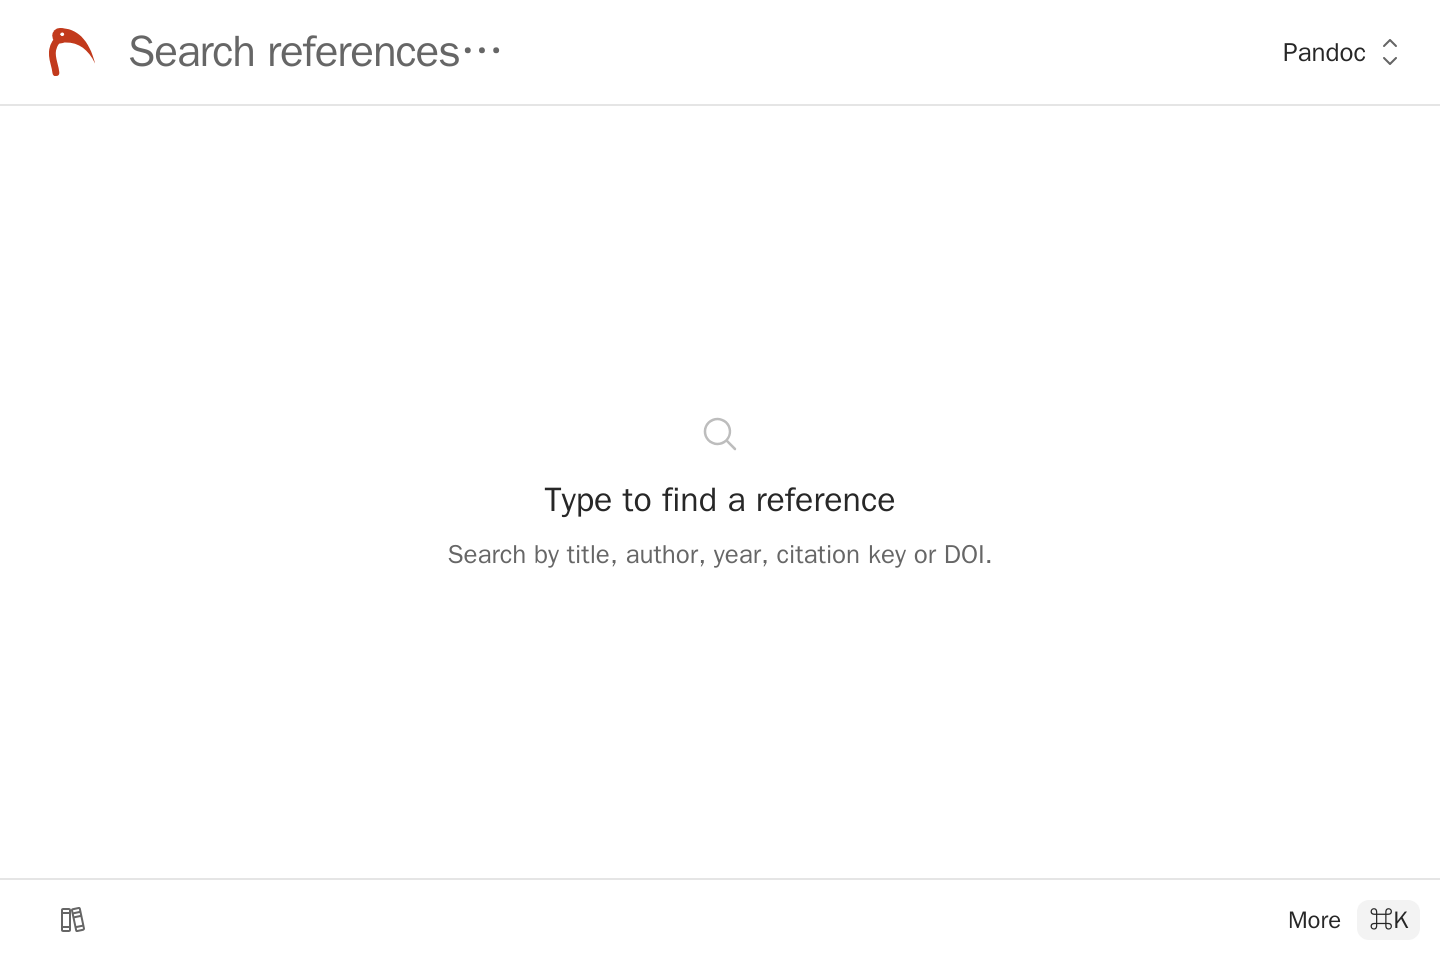 Search references…
Pandoc
Type to find a reference
Search by title, author, year, citation key or DOI.
More ⌘K